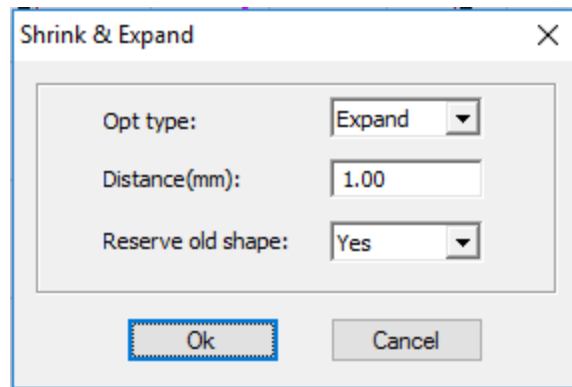 Shrink & Expand
Opt type: Expand
Distance(mm): 1.00
Reserve old shape: Yes
Ok Cancel